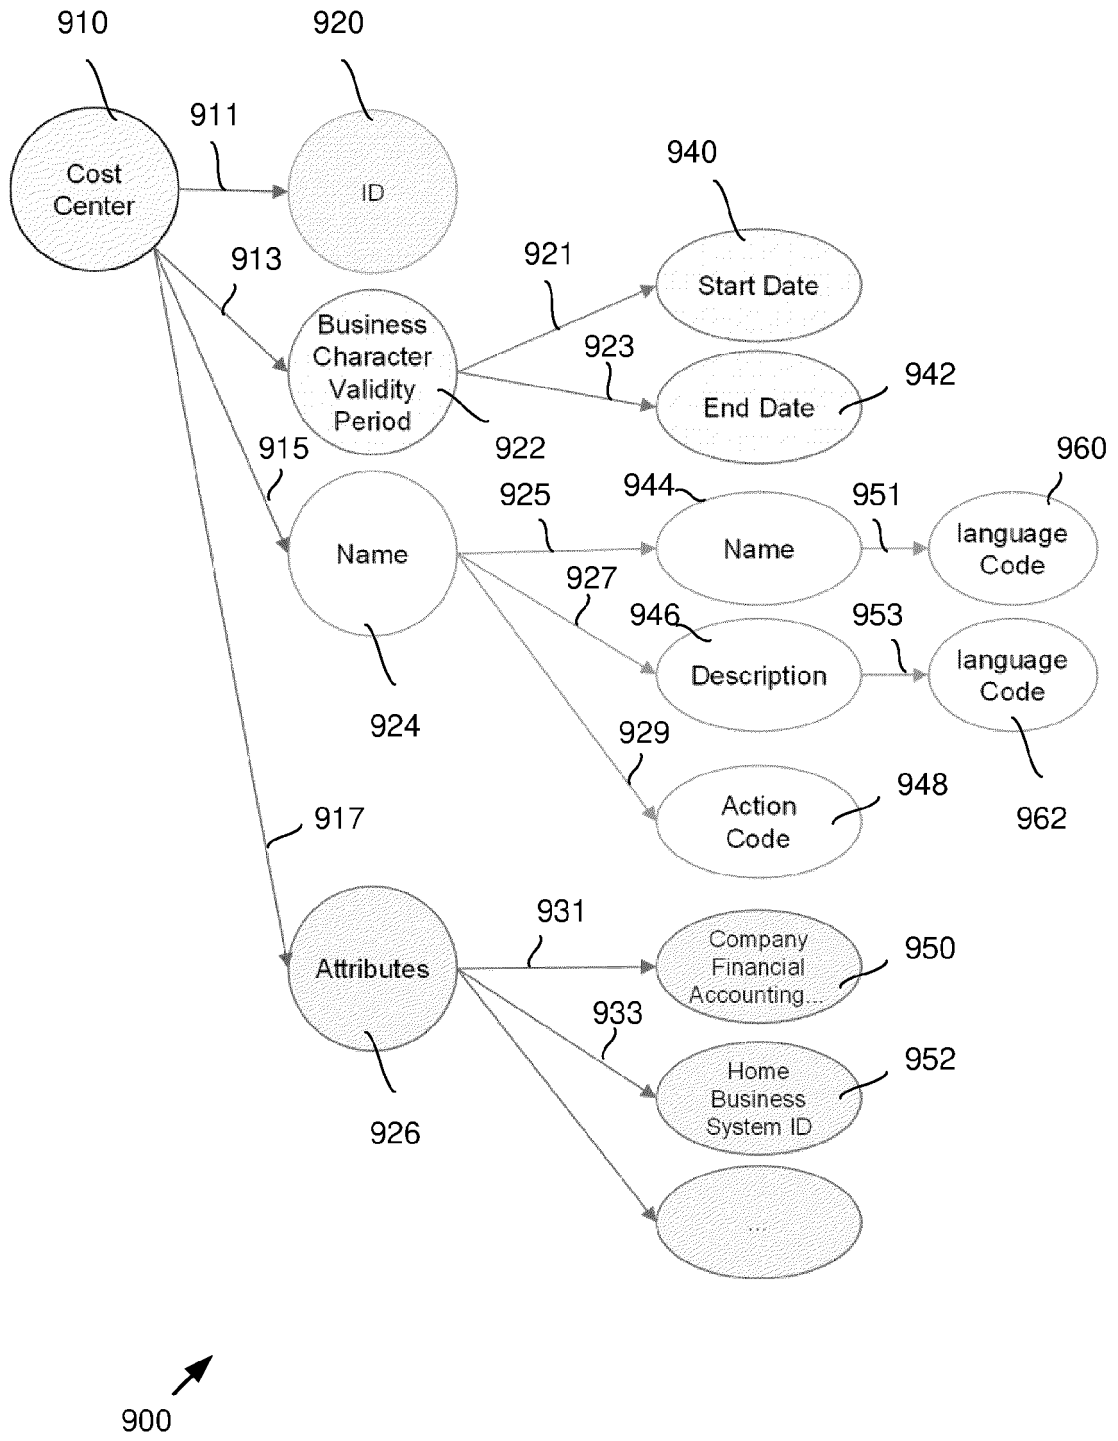 910
920
911
Cost
Center
ID
940
913
921
Start Date
Business
Character
Validity
Period
923
942
End Date
922
915
944
960
925
951
Name
Name
language
Code
927
946
953
Description
language
Code
924
929
948
Action
Code
962
917
931
Company
Financial
Accounting...
950
Attributes
933
952
Home
Business
System ID
926
...
900